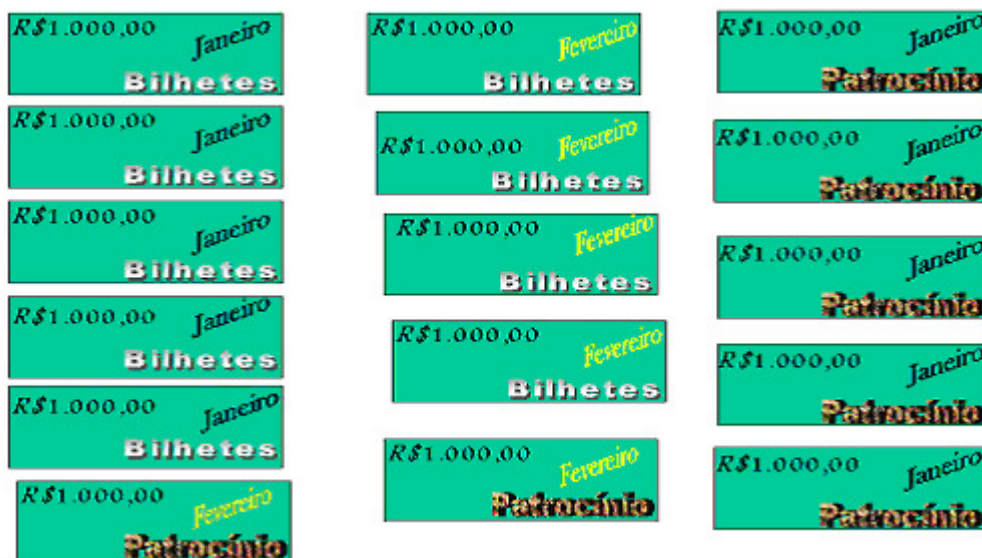 R$1.000,00 Janeiro
Bilhetes
R$1.000,00 Janeiro
Bilhetes
R$1.000,00 Janeiro
Bilhetes
R$1.000,00 Janeiro
Bilhetes
R$1.000,00 Janeiro
Bilhetes
R$1.000,00 Fevereiro
Patrocínio
R$1.000,00 Fevereiro
Bilhetes
R$1.000,00 Fevereiro
Bilhetes
R$1.000,00 Fevereiro
Bilhetes
R$1.000,00 Fevereiro
Bilhetes
R$1.000,00 Fevereiro
Patrocínio
R$1.000,00 Janeiro
Patrocínio
R$1.000,00 Janeiro
Patrocínio
R$1.000,00 Janeiro
Patrocínio
R$1.000,00 Janeiro
Patrocínio
R$1.000,00 Janeiro
Patrocínio